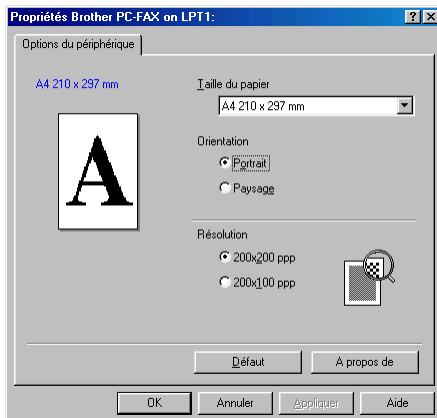 Propriétés Brother PC-FAX on LPT1:
Options du périphérique
A4 210 x 297 mm
A
Taille du papier
A4 210 x 297 mm
Orientation
Portrait
Paysage
Résolution
200x200 ppp
200x100 ppp
Défaut A propos de
OK Annuler Appliquer Aide